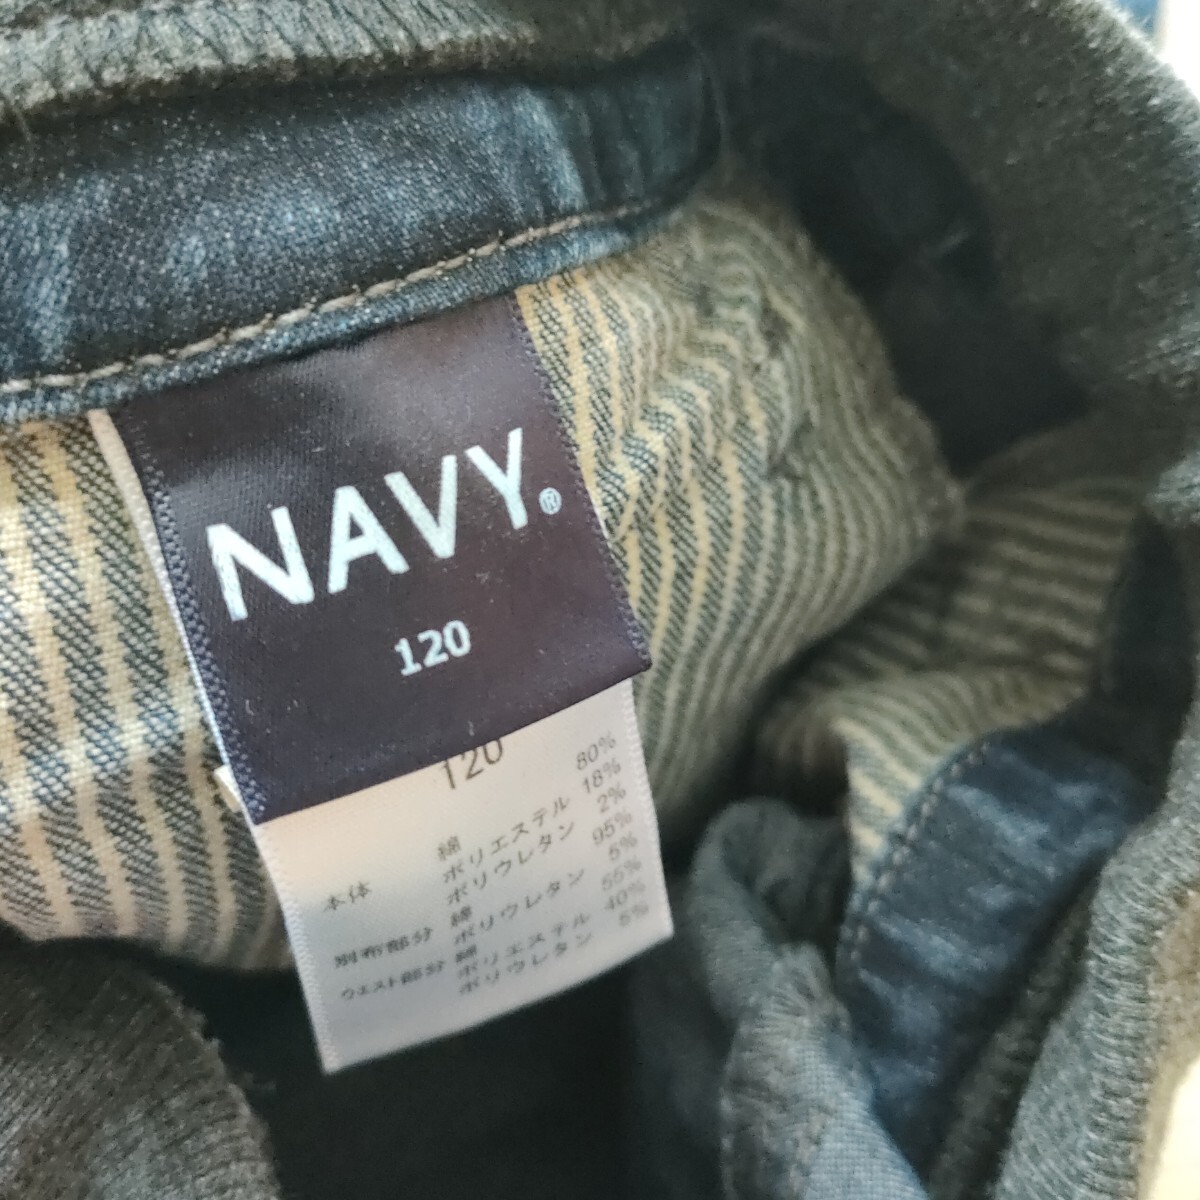 NAVY®
120
120
本体 綿 80%
ポリエステル 18%
ポリウレタン 2%
別布部分 綿 95%
ポリウレタン 5%
ウエスト部分 綿 55%
ポリエステル 40%
ポリウレタン 5%